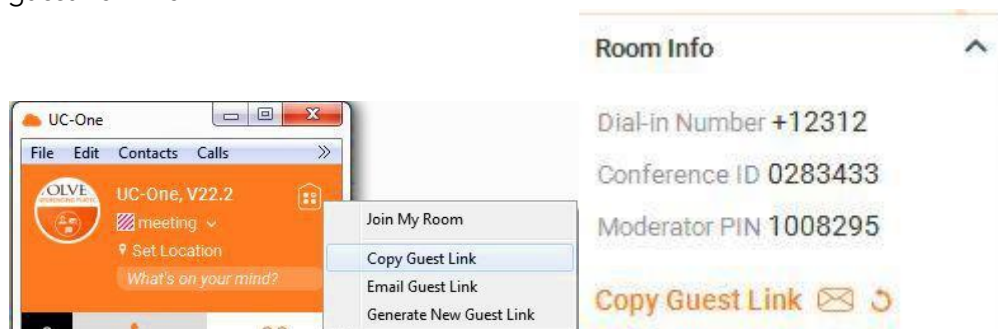 UC-One
File Edit Contacts Calls »
OLVE
UC-One, V22.2
meeting
Set Location
What's on your mind?
Join My Room
Copy Guest Link
Email Guest Link
Generate New Guest Link
Room Info
Dial-in Number +12312
Conference ID 0283433
Moderator PIN 1008295
Copy Guest Link